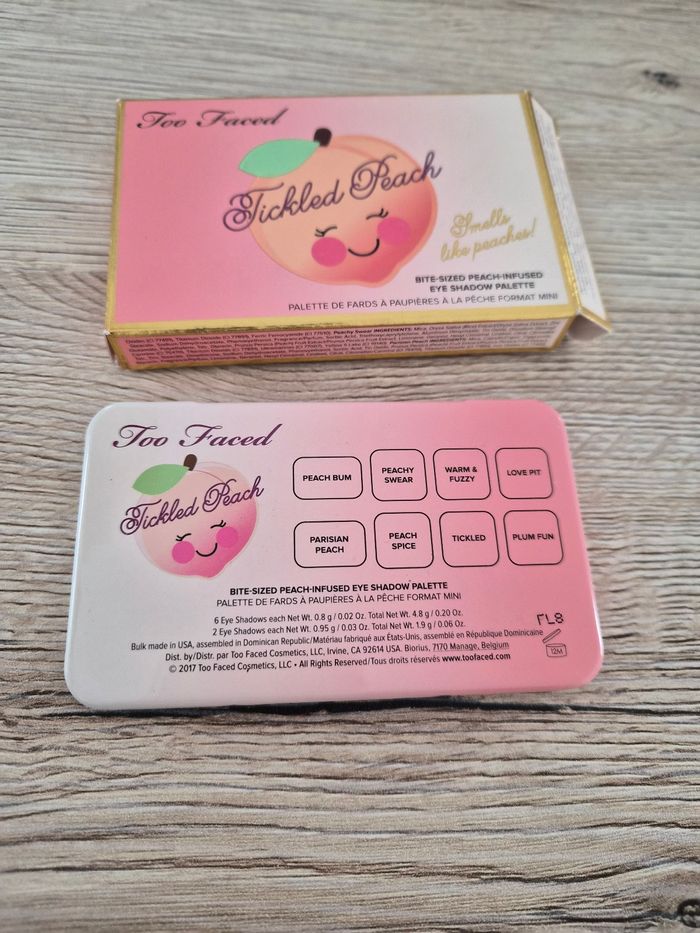 Too Faced
Tickled Peach
Smells
like peaches!
BITE-SIZED PEACH-INFUSED
EYE SHADOW PALETTE
PALETTE DE FARDS À PAUPIÈRES À LA PÊCHE FORMAT MINI
Too Faced
Tickled Peach
PEACH BUM
PEACHY
SWEAR
WARM &
FUZZY
LOVE PIT
PARISIAN
PEACH
PEACH
SPICE
TICKLED
PLUM FUN
BITE-SIZED PEACH-INFUSED EYE SHADOW PALETTE
PALETTE DE FARDS À PAUPIÈRES À LA PÊCHE FORMAT MINI
6 Eye Shadows each Net Wt. 0.8 g / 0.02 Oz. Total Net Wt. 4.8 g / 0.20 Oz.
2 Eye Shadows each Net Wt. 0.95 g / 0.03 Oz. Total Net Wt. 1.9 g / 0.06 Oz.
Bulk made in USA, assembled in Dominican Republic/Matériau fabriqué aux États-Unis, assemblé en République Dominicaine
Dist. by/Distr. par Too Faced Cosmetics, LLC, Irvine, CA 92614 USA. Biorius, 7170 Manage, Belgium
© 2017 Too Faced Cosmetics, LLC • All Rights Reserved/Tous droits réservés www.toofaced.com
FL8
12M